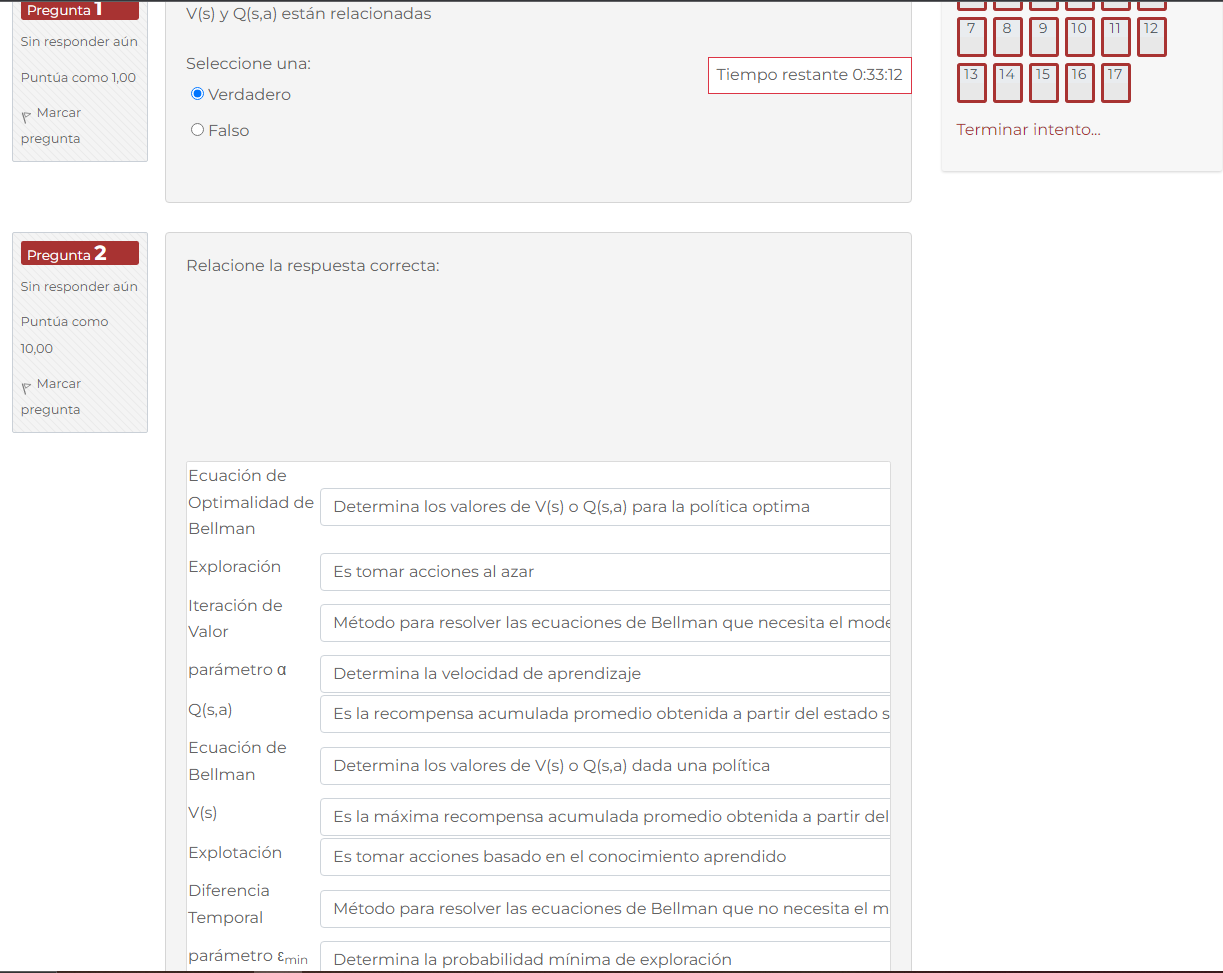 Pregunta 1
Sin responder aún
Puntúa como 1,00
Marcar
pregunta
V(s) y Q(s,a) están relacionadas
Seleccione una:
Verdadero
Falso
Tiempo restante 0:33:12
7 8 9 10 11 12
13 14 15 16 17
Terminar intento...
Pregunta 2
Sin responder aún
Puntúa como
10,00
Marcar
pregunta
Relacione la respuesta correcta:
Ecuación de
Optimalidad de
Bellman
Determina los valores de V(s) o Q(s,a) para la política optima
Exploración
Es tomar acciones al azar
Iteración de
Valor
Método para resolver las ecuaciones de Bellman que necesita el mode
parámetro α
Determina la velocidad de aprendizaje
Q(s,a)
Es la recompensa acumulada promedio obtenida a partir del estado s
Ecuación de
Bellman
Determina los valores de V(s) o Q(s,a) dada una política
V(s)
Es la máxima recompensa acumulada promedio obtenida a partir del
Explotación
Es tomar acciones basado en el conocimiento aprendido
Diferencia
Temporal
Método para resolver las ecuaciones de Bellman que no necesita el m
parámetro εmin
Determina la probabilidad mínima de exploración